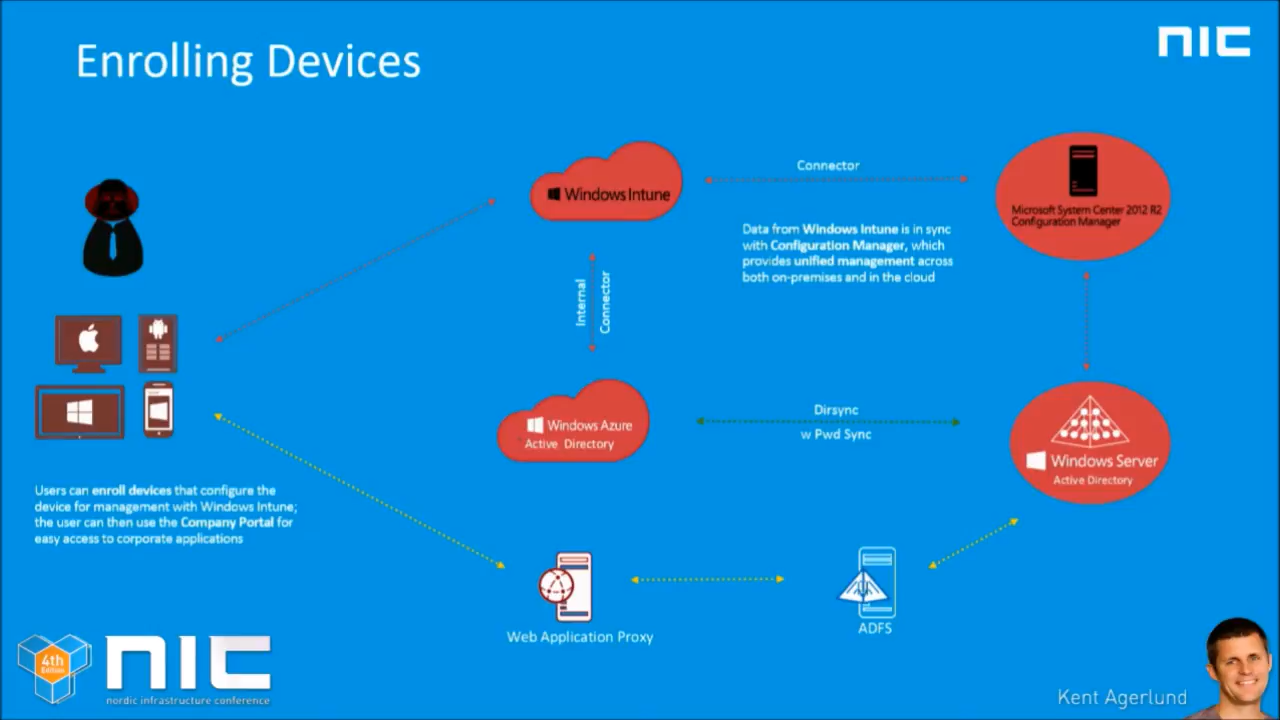 Enrolling Devices
NIC
Windows Intune
Connector
Microsoft System Center 2012 R2
Configuration Manager
Data from Windows Intune is in sync
with Configuration Manager, which
provides unified management across
both on-premises and in the cloud
Internal
Connector
Windows Azure
Active Directory
Dirsync
w Pwd Sync
Windows Server
Active Directory
Users can enroll devices that configure the
device for management with Windows Intune;
the user can then use the Company Portal for
easy access to corporate applications
Web Application Proxy
ADFS
4th
Edition
NIC
nordic infrastructure conference
Kent Agerlund